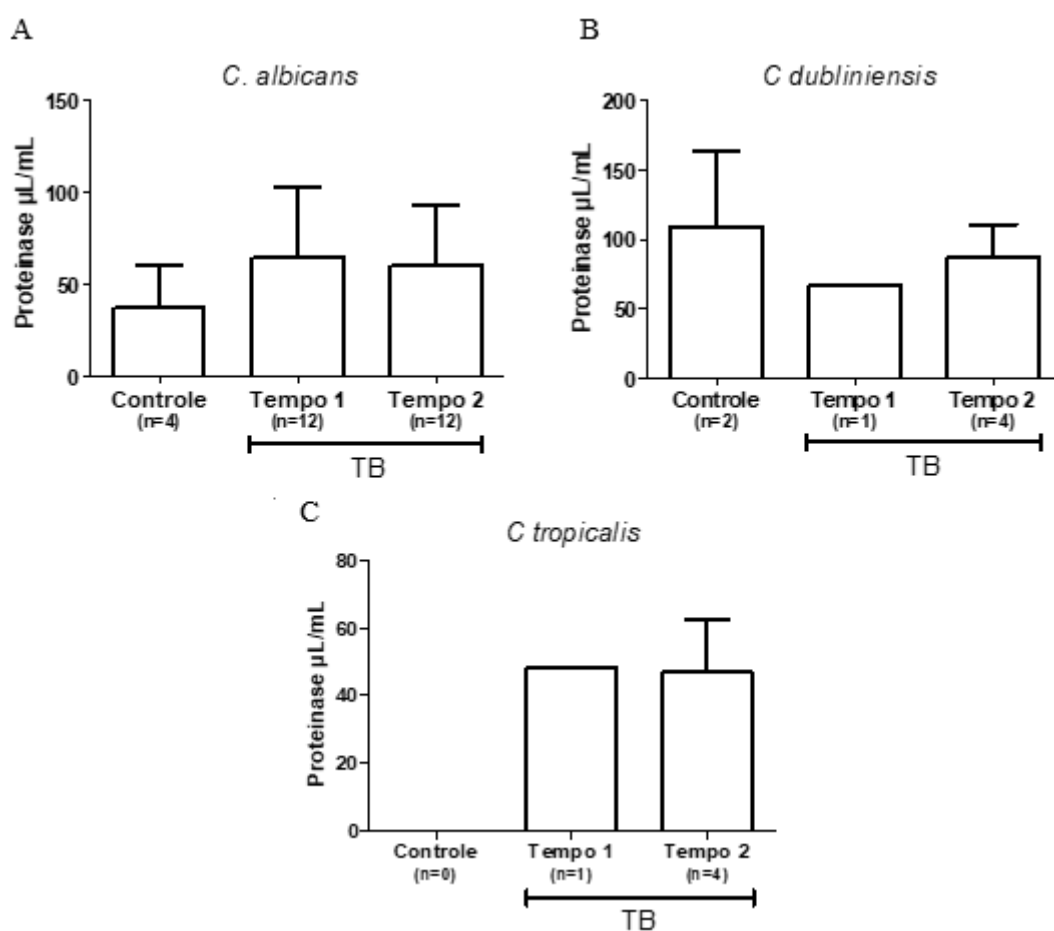 A
C. albicans
Proteinase µL/mL
150
100
50
0
Controle Tempo 1 Tempo 2
(n=4) (n=12) (n=12)
TB
B
C dubliniensis
Proteinase µL/mL
200
150
100
50
0
Controle Tempo 1 Tempo 2
(n=2) (n=1) (n=4)
TB
C
C tropicalis
Proteinase µL/mL
80
60
40
20
0
Controle Tempo 1 Tempo 2
(n=0) (n=1) (n=4)
TB